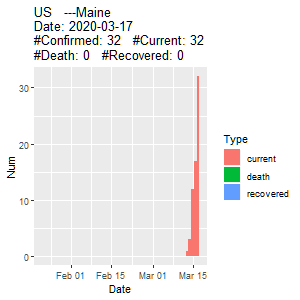 US   ---Maine
Date: 2020-03-17
#Confirmed: 32   #Current: 32
#Death: 0   #Recovered: 0
30
20
10
0
Num
Feb 01
Feb 15
Mar 01
Mar 15
Date
Type
current
death
recovered